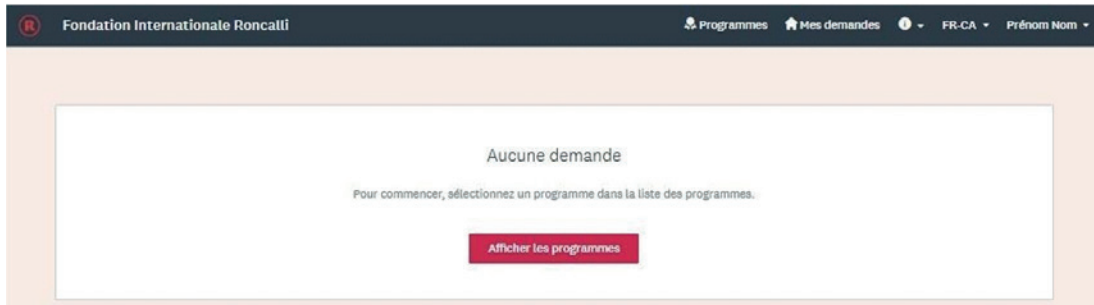 R Fondation Internationale Roncalli Programmes Mes demandes FR-CA Prénom Nom
Aucune demande
Pour commencer, sélectionnez un programme dans la liste des programmes.
Afficher les programmes